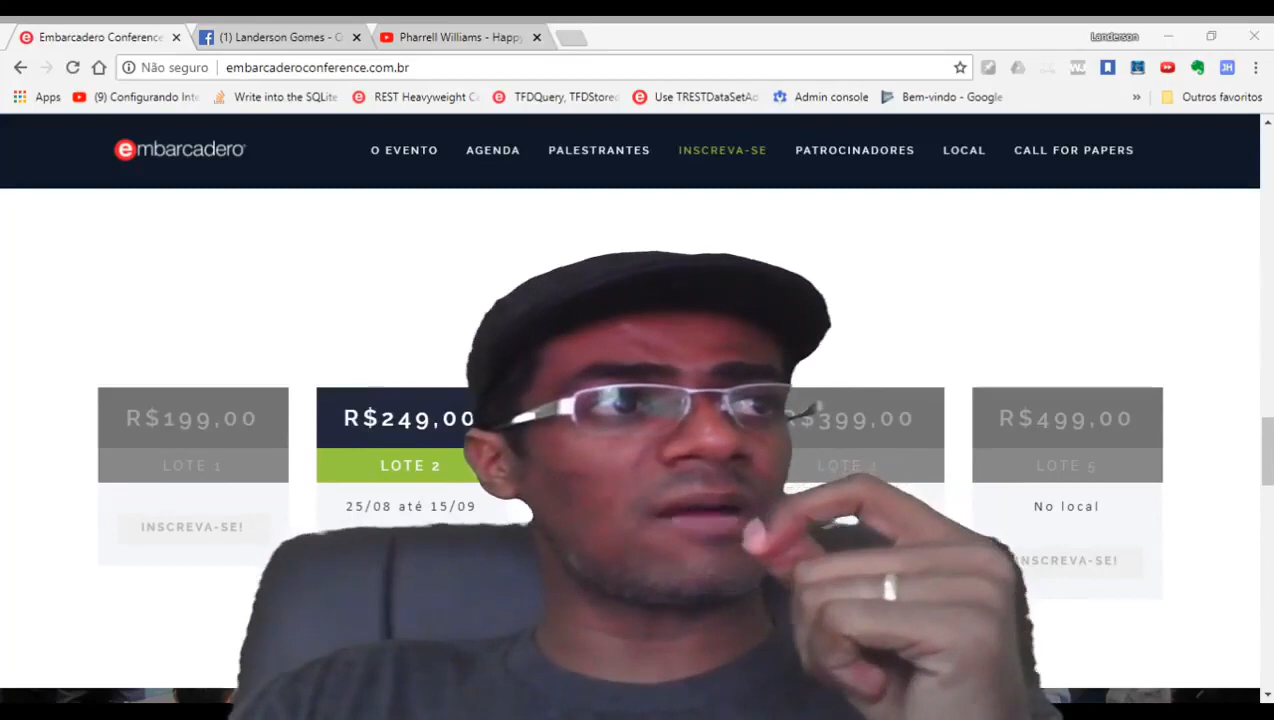 Embarcadero Conference
(1) Landerson Gomes - C
Pharrell Williams - Happy
Landerson
Não seguro
embarcaderoconference.com.br
Apps
(9) Configurando Inte
Write into the SQLite
REST Heavyweight C
TFDQuery, TFDStored
Use TRESTDataSetAd
Admin console
Bem-vindo - Google
»
Outros favoritos
embarcadero
O EVENTO
AGENDA
PALESTRANTES
INSCREVA-SE
PATROCINADORES
LOCAL
CALL FOR PAPERS
R$199,00
R$249,00
R$399,00
R$499,00
LOTE 1
LOTE 2
LOTE 4
LOTE 5
25/08 até 15/09
No local
INSCREVA-SE!
INSCREVA-SE!